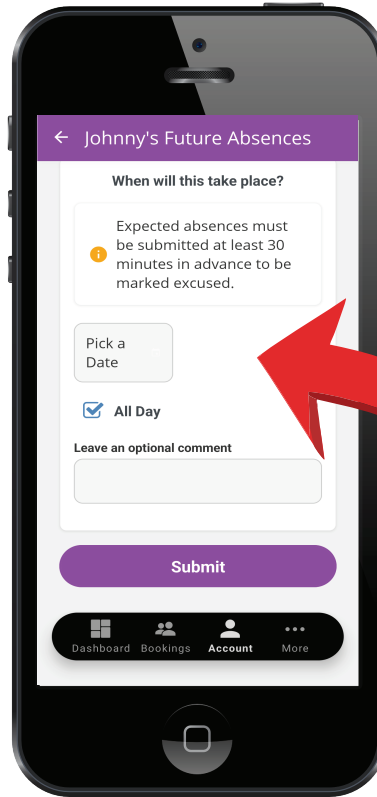 Johnny's Future Absences
When will this take place?
Expected absences must
be submitted at least 30
minutes in advance to be
marked excused.
Pick a
Date
All Day
Leave an optional comment
Submit
Dashboard Bookings Account More